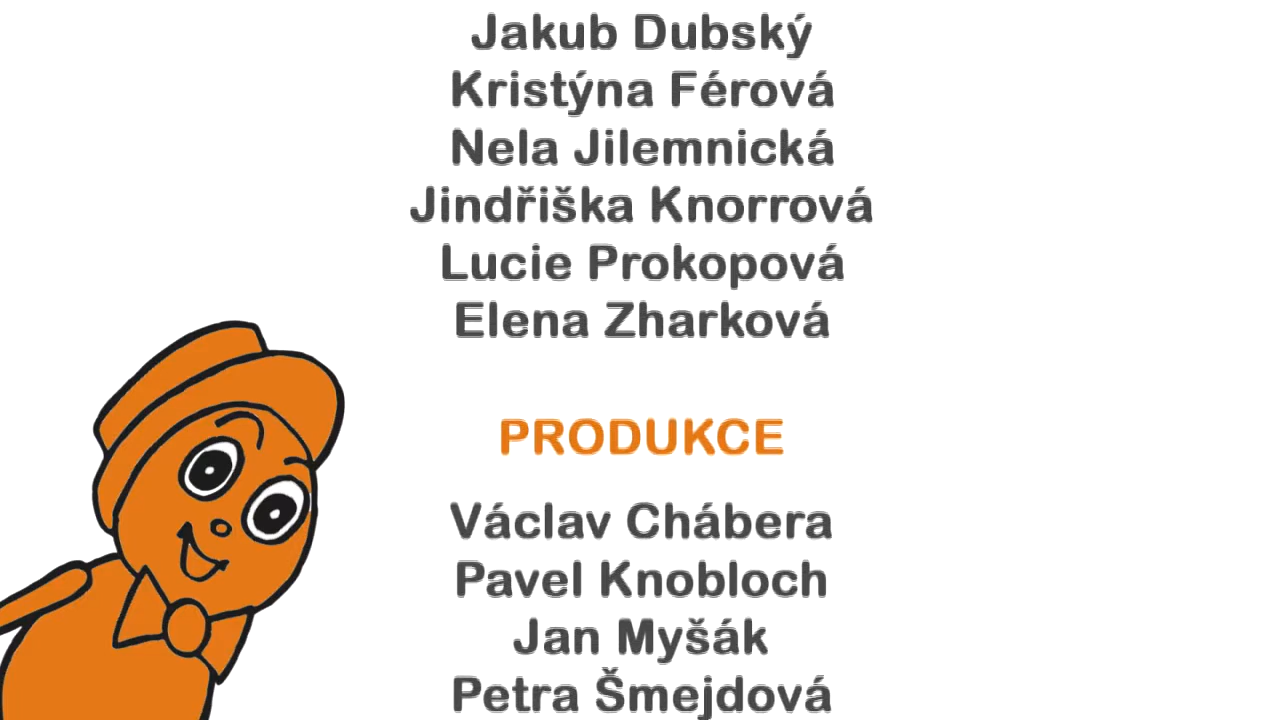 Jakub Dubský
Kristýna Férová
Nela Jilemnická
Jindřiška Knorrová
Lucie Prokopová
Elena Zharková
PRODUKCE
Václav Chábera
Pavel Knobloch
Jan Myšák
Petra Šmejdová